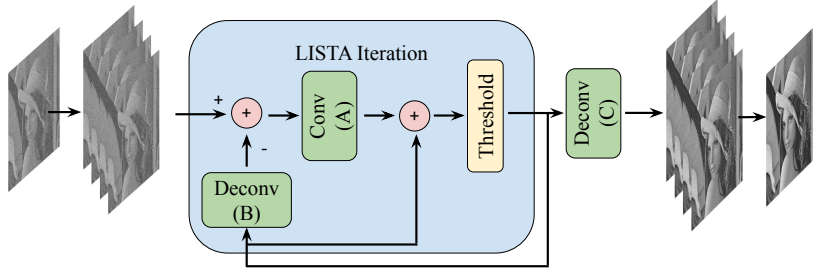 LISTA Iteration
+
+
-
Conv
(A)
+
Threshold
Deconv
(B)
Deconv
(C)